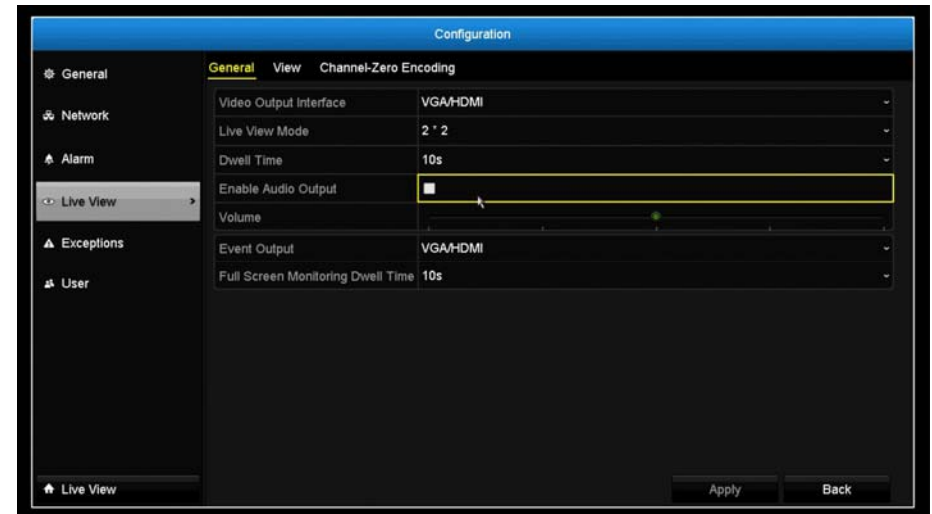 Configuration
General
Network
Alarm
Live View
Exceptions
User
Live View
General View Channel-Zero Encoding
Video Output Interface VGA/HDMI
Live View Mode 2 * 2
Dwell Time 10s
Enable Audio Output
Volume
Event Output VGA/HDMI
Full Screen Monitoring Dwell Time 10s
Apply Back